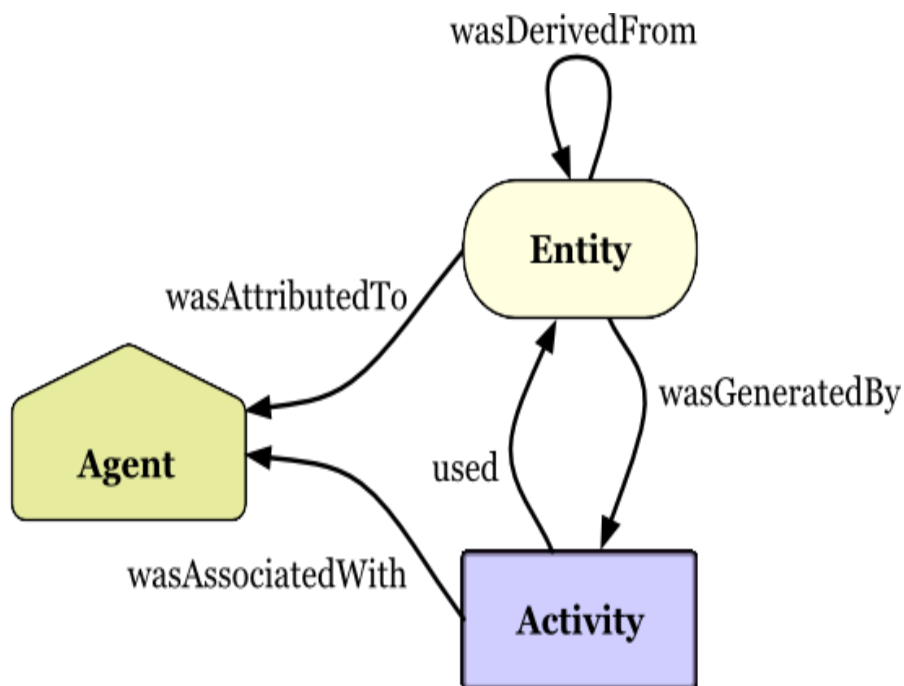 wasDerivedFrom
Entity
wasAttributedTo
wasGeneratedBy
Agent
used
wasAssociatedWith
Activity